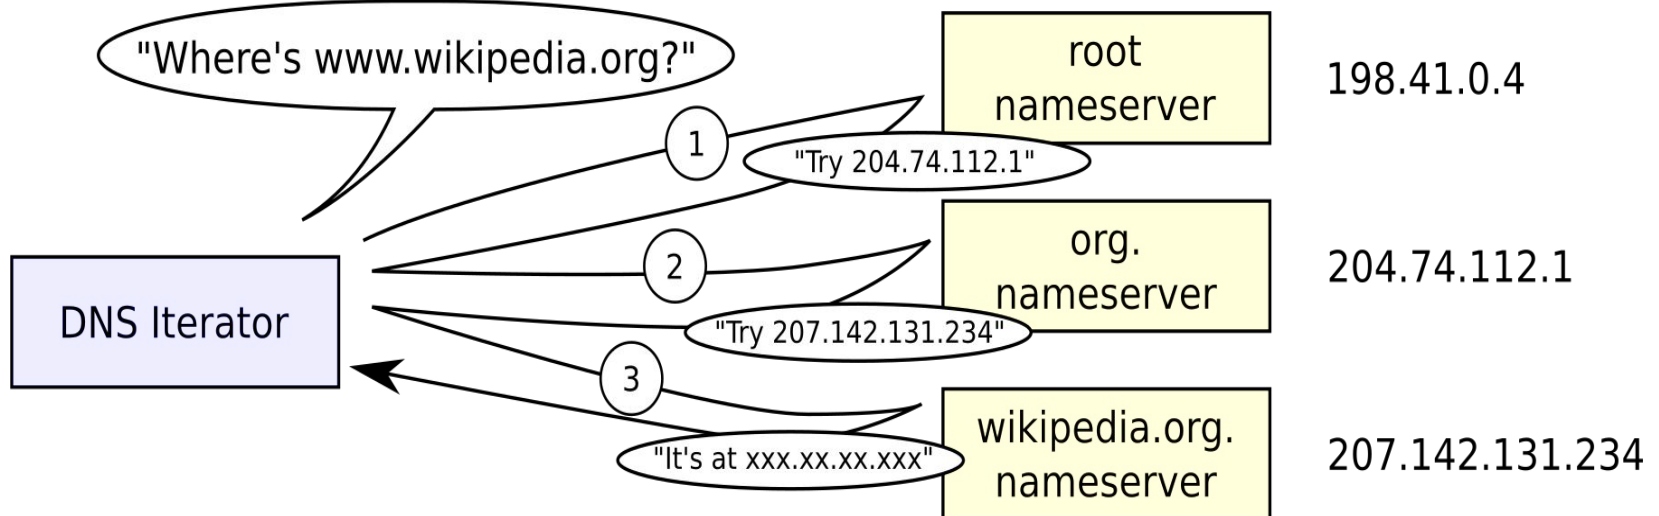 "Where's www.wikipedia.org?"
root
nameserver
198.41.0.4
1
"Try 204.74.112.1"
org.
nameserver
204.74.112.1
2
DNS Iterator
"Try 207.142.131.234"
3
wikipedia.org.
nameserver
207.142.131.234
"It's at xxx.xx.xx.xxx"